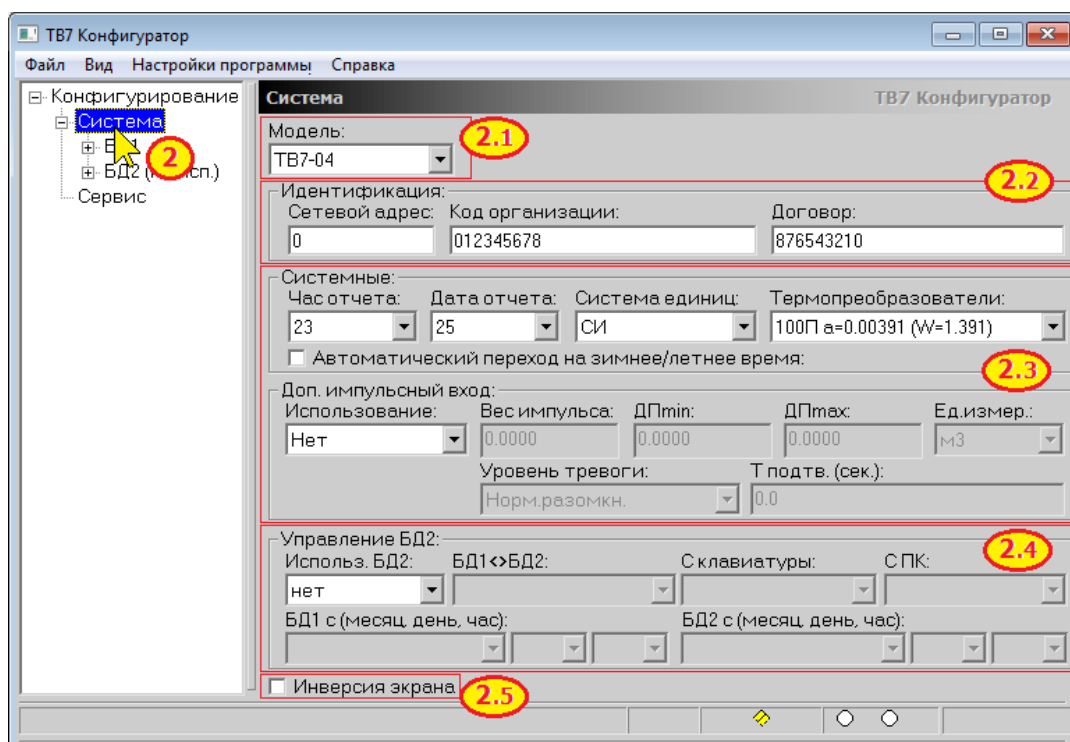 ТВ7 Конфигуратор
Файл Вид Настройки программы Справка
Конфигурирование
Система
2
БД2 сп.)
Сервис
Система ТВ7 Конфигуратор
Модель: 2.1
ТВ7-04
2.2
Идентификация:
Сетевой адрес: Код организации: Договор:
0 012345678 876543210
Системные:
Час отчета: Дата отчета: Система единиц: Термопреобразователи:
23 25 СИ 100П a=0.00391 (W=1.391)
Автоматический переход на зимнее/летнее время:
2.3
Доп. импульсный вход:
Использование: Вес импульса: ДПmin: ДПmax: Ед.измер.:
Нет 0.0000 0.0000 0.0000 м3
Уровень тревоги: Т подтв. (сек.):
Норм.разомкн. 0.0
Управление БД2: 2.4
Использ. БД2: БД1<>БД2: С клавиатуры: С ПК:
нет
БД1 с (месяц, день, час): БД2 с (месяц, день, час):
Инверсия экрана 2.5